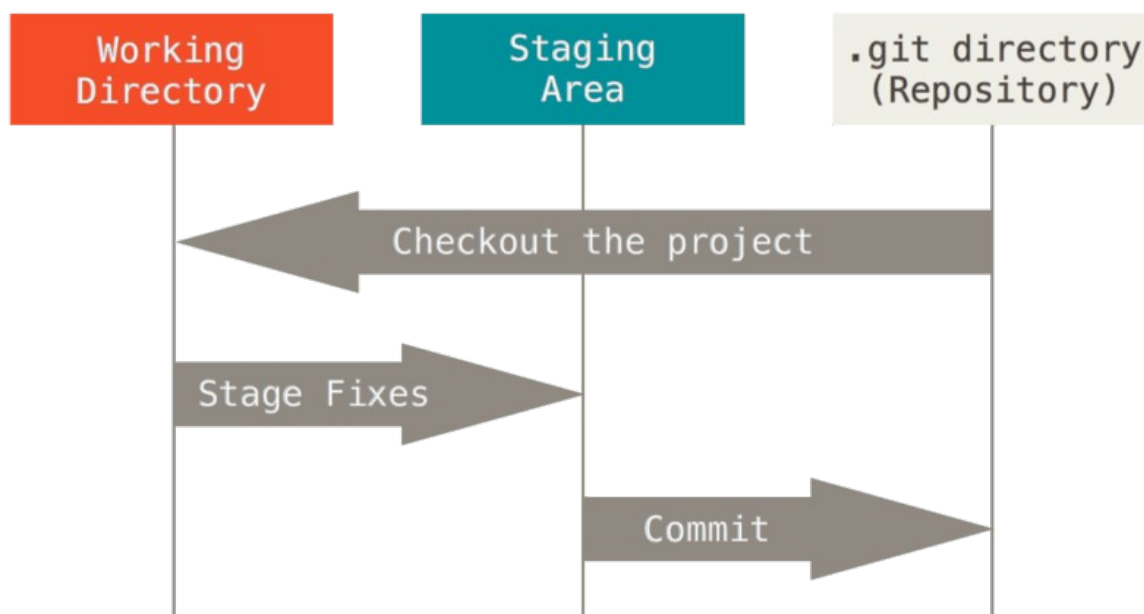 Working
Directory
Staging
Area
.git directory
(Repository)
Checkout the project
Stage Fixes
Commit